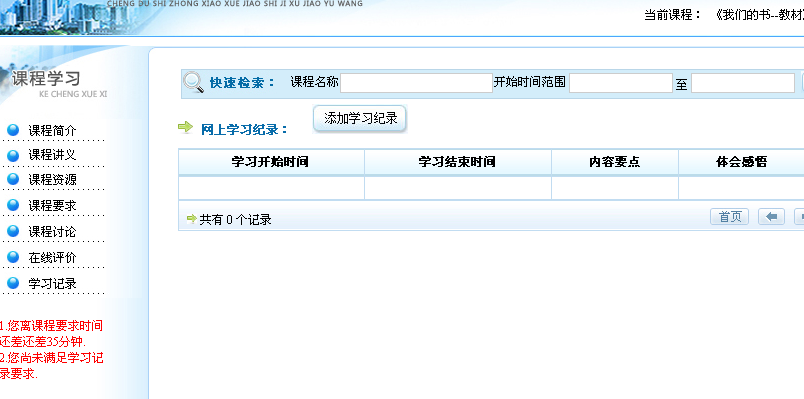 CHENG DU SHI ZHONG XIAO XUE JIAO SHI JI XU JIAO YU WANG
当前课程： 《我们的书--教材
课程学习
KE CHENG XUE XI
快速检索： 课程名称 开始时间范围 至
添加学习纪录
网上学习纪录：
学习开始时间 学习结束时间 内容要点 体会感悟
共有 0 个记录 首页
课程简介
课程讲义
课程资源
课程要求
课程讨论
在线评价
学习记录
1.您离课程要求时间
还差还差35分钟.
2.您尚未满足学习记
录要求.